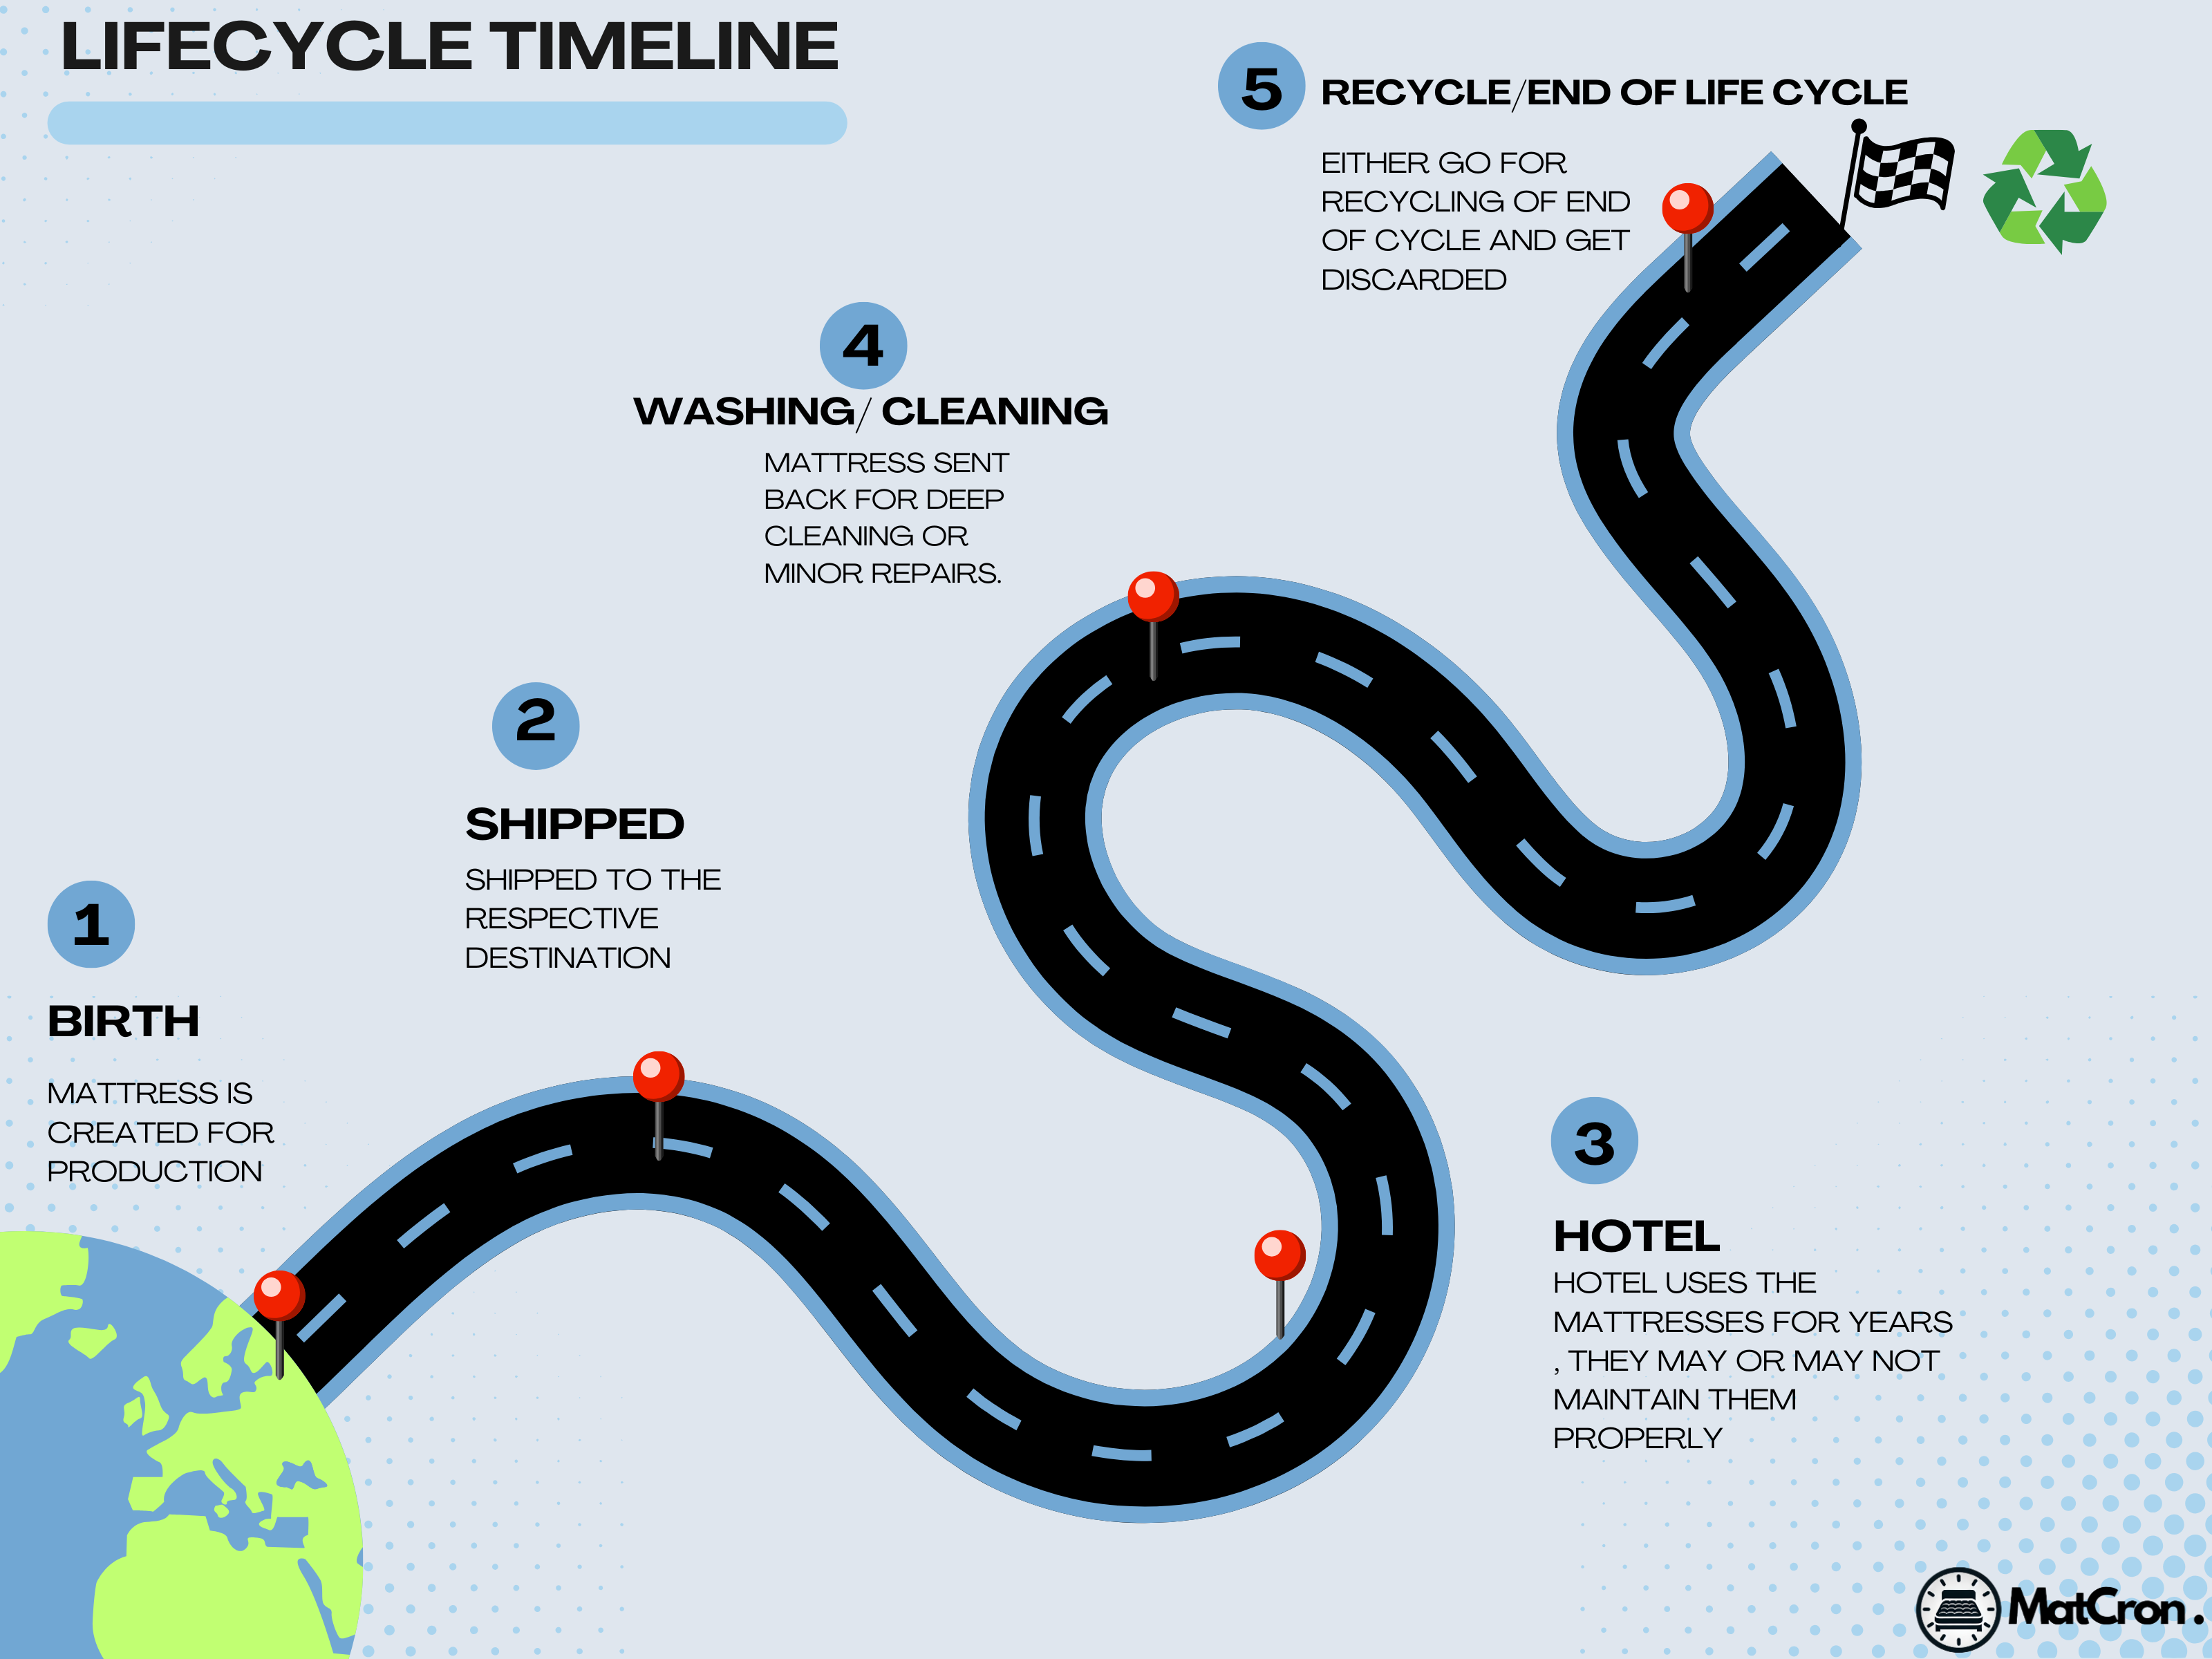 LIFECYCLE TIMELINE
1
BIRTH
MATTRESS IS
CREATED FOR
PRODUCTION
2
SHIPPED
SHIPPED TO THE
RESPECTIVE
DESTINATION
3
HOTEL
HOTEL USES THE
MATTRESSES FOR YEARS
, THEY MAY OR MAY NOT
MAINTAIN THEM
PROPERLY
4
WASHING/ CLEANING
MATTRESS SENT
BACK FOR DEEP
CLEANING OR
MINOR REPAIRS.
5
RECYCLE/END OF LIFE CYCLE
EITHER GO FOR
RECYCLING OF END
OF CYCLE AND GET
DISCARDED
MatCron.